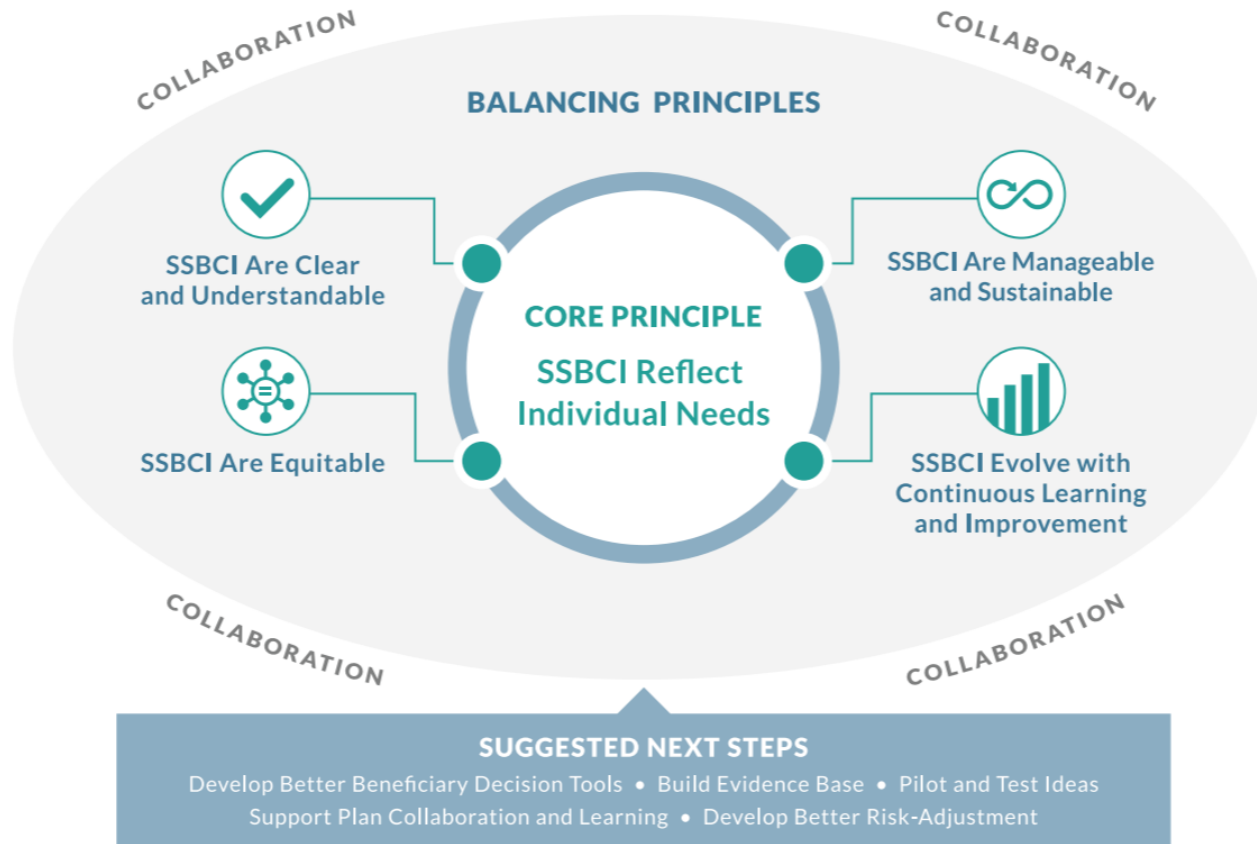 COLLABORATION
COLLABORATION
BALANCING PRINCIPLES
SSBCI Are Clear
and Understandable
SSBCI Are Manageable
and Sustainable
CORE PRINCIPLE
SSBCI Reflect
Individual Needs
SSBCI Are Equitable
SSBCI Evolve with
Continuous Learning
and Improvement
COLLABORATION
COLLABORATION
SUGGESTED NEXT STEPS
Develop Better Beneficiary Decision Tools • Build Evidence Base • Pilot and Test Ideas
Support Plan Collaboration and Learning • Develop Better Risk-Adjustment